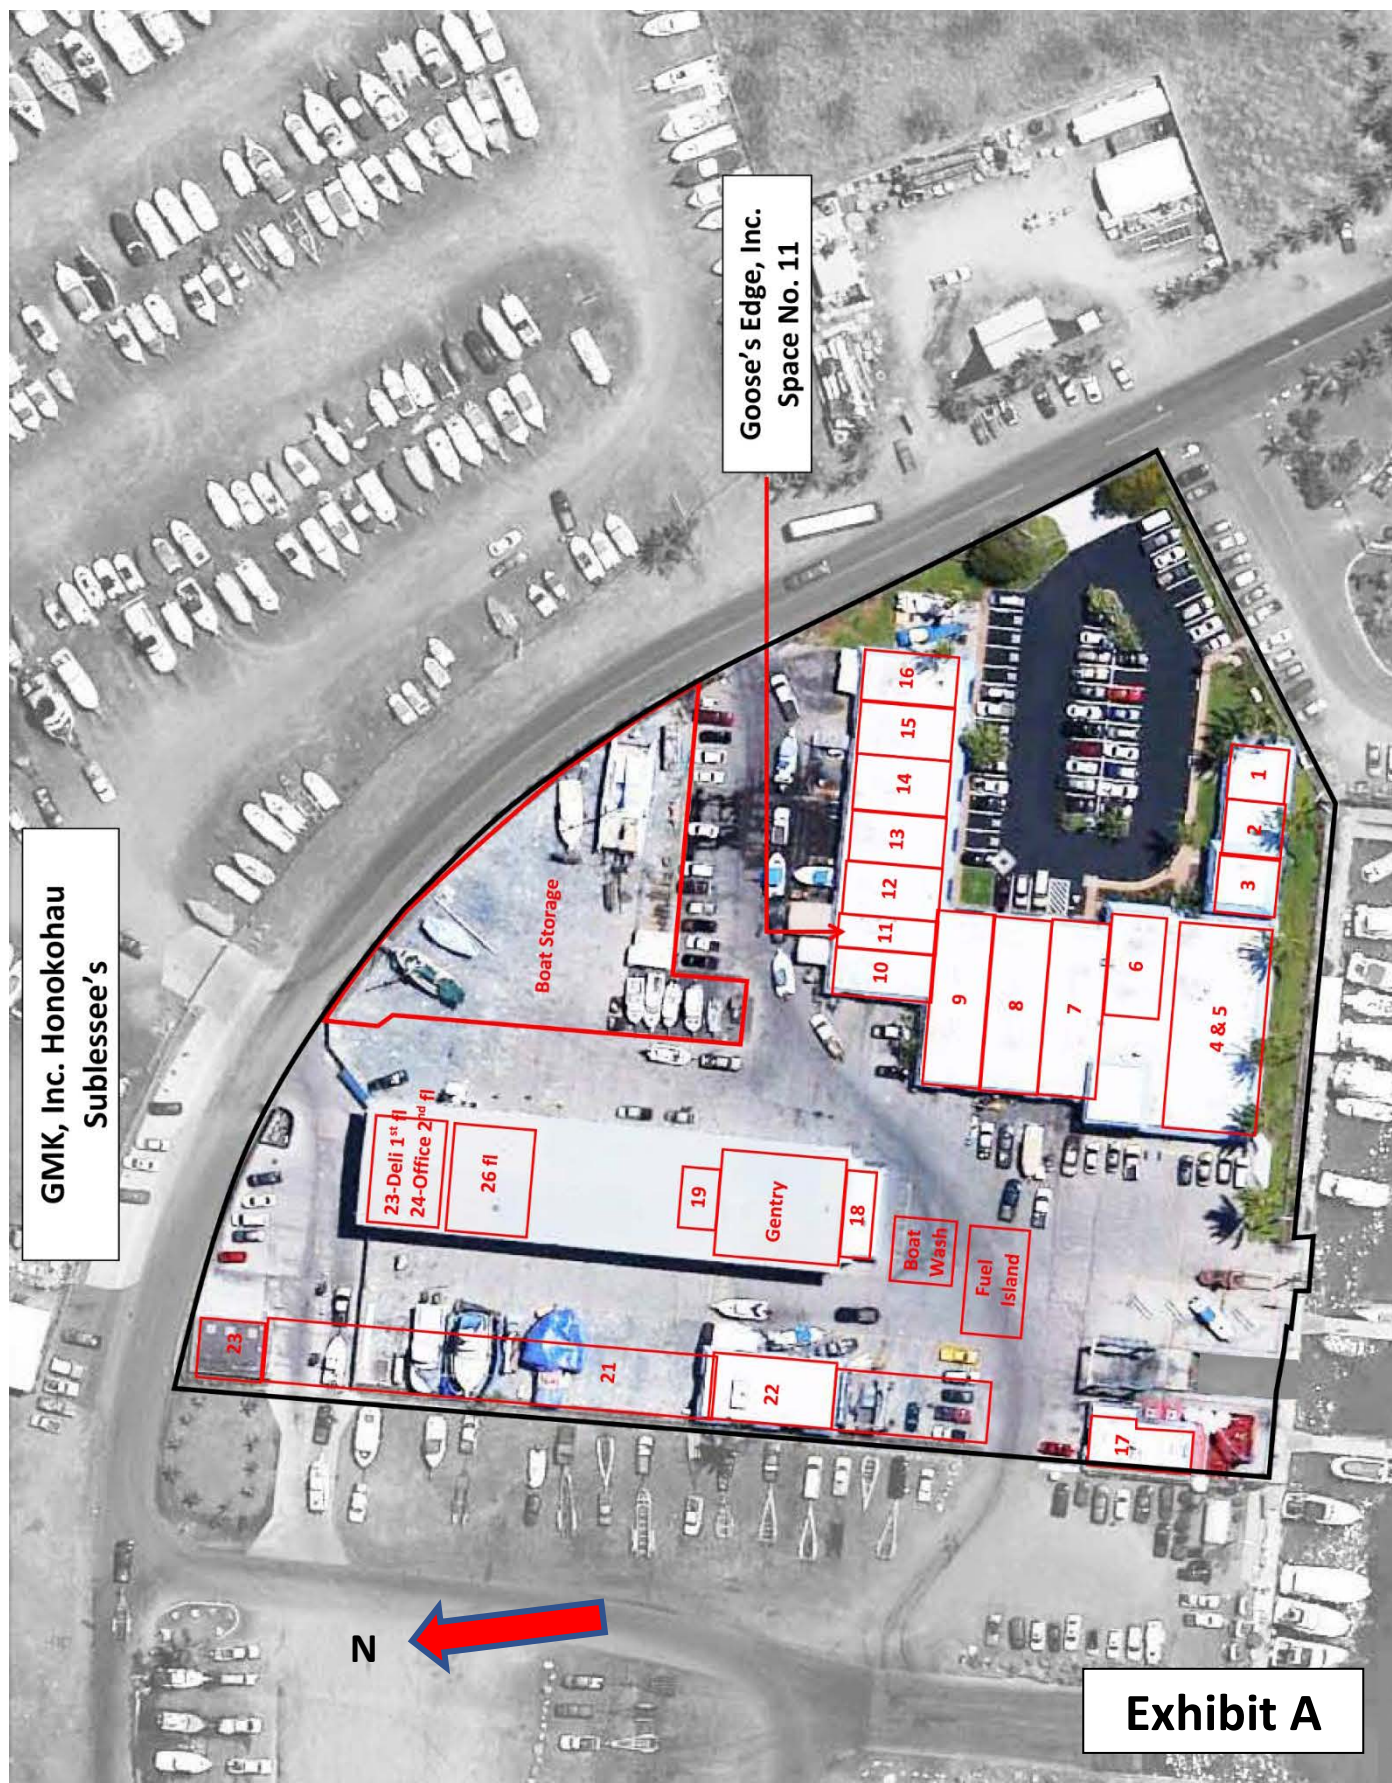 GMK, Inc. Honokohau
Sublessee's
Goose's Edge, Inc.
Space No. 11
Boat Storage
16
15
14
13
12
11
10
9
8
7
6
4 & 5
1
2
3
23-Deli 1st fl
24-Office 2nd fl
26 fl
19
Gentry
18
Boat
Wash
Fuel
Island
23
21
22
17
N
Exhibit A